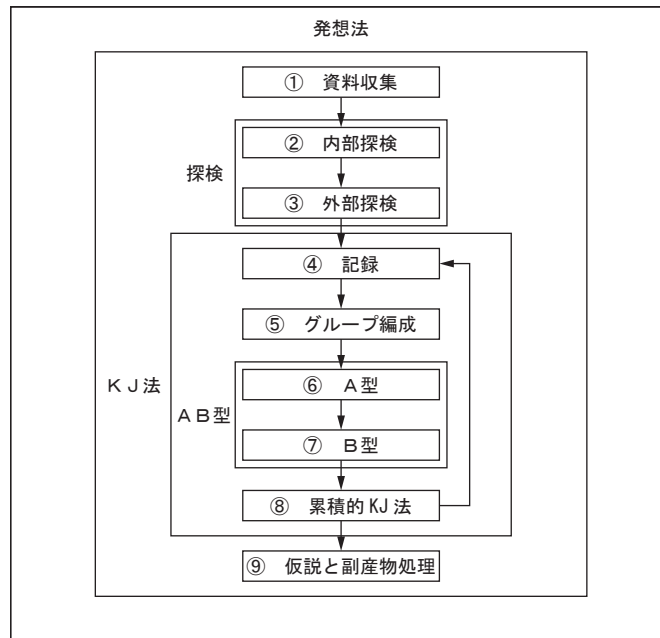 発想法
① 資料収集
② 内部探検
探検
③ 外部探検
④ 記録
⑤ グループ編成
ＫＪ法
⑥ Ａ型
ＡＢ型
⑦ Ｂ型
⑧ 累積的KJ法
⑨ 仮説と副産物処理